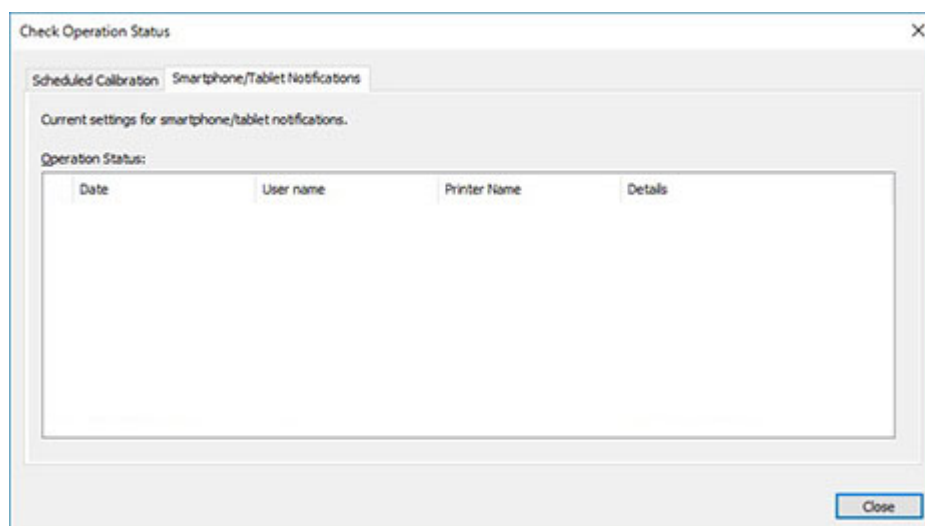 Check Operation Status
Scheduled Calibration Smartphone/Tablet Notifications
Current settings for smartphone/tablet notifications.
Operation Status:
Date User name Printer Name Details
Close